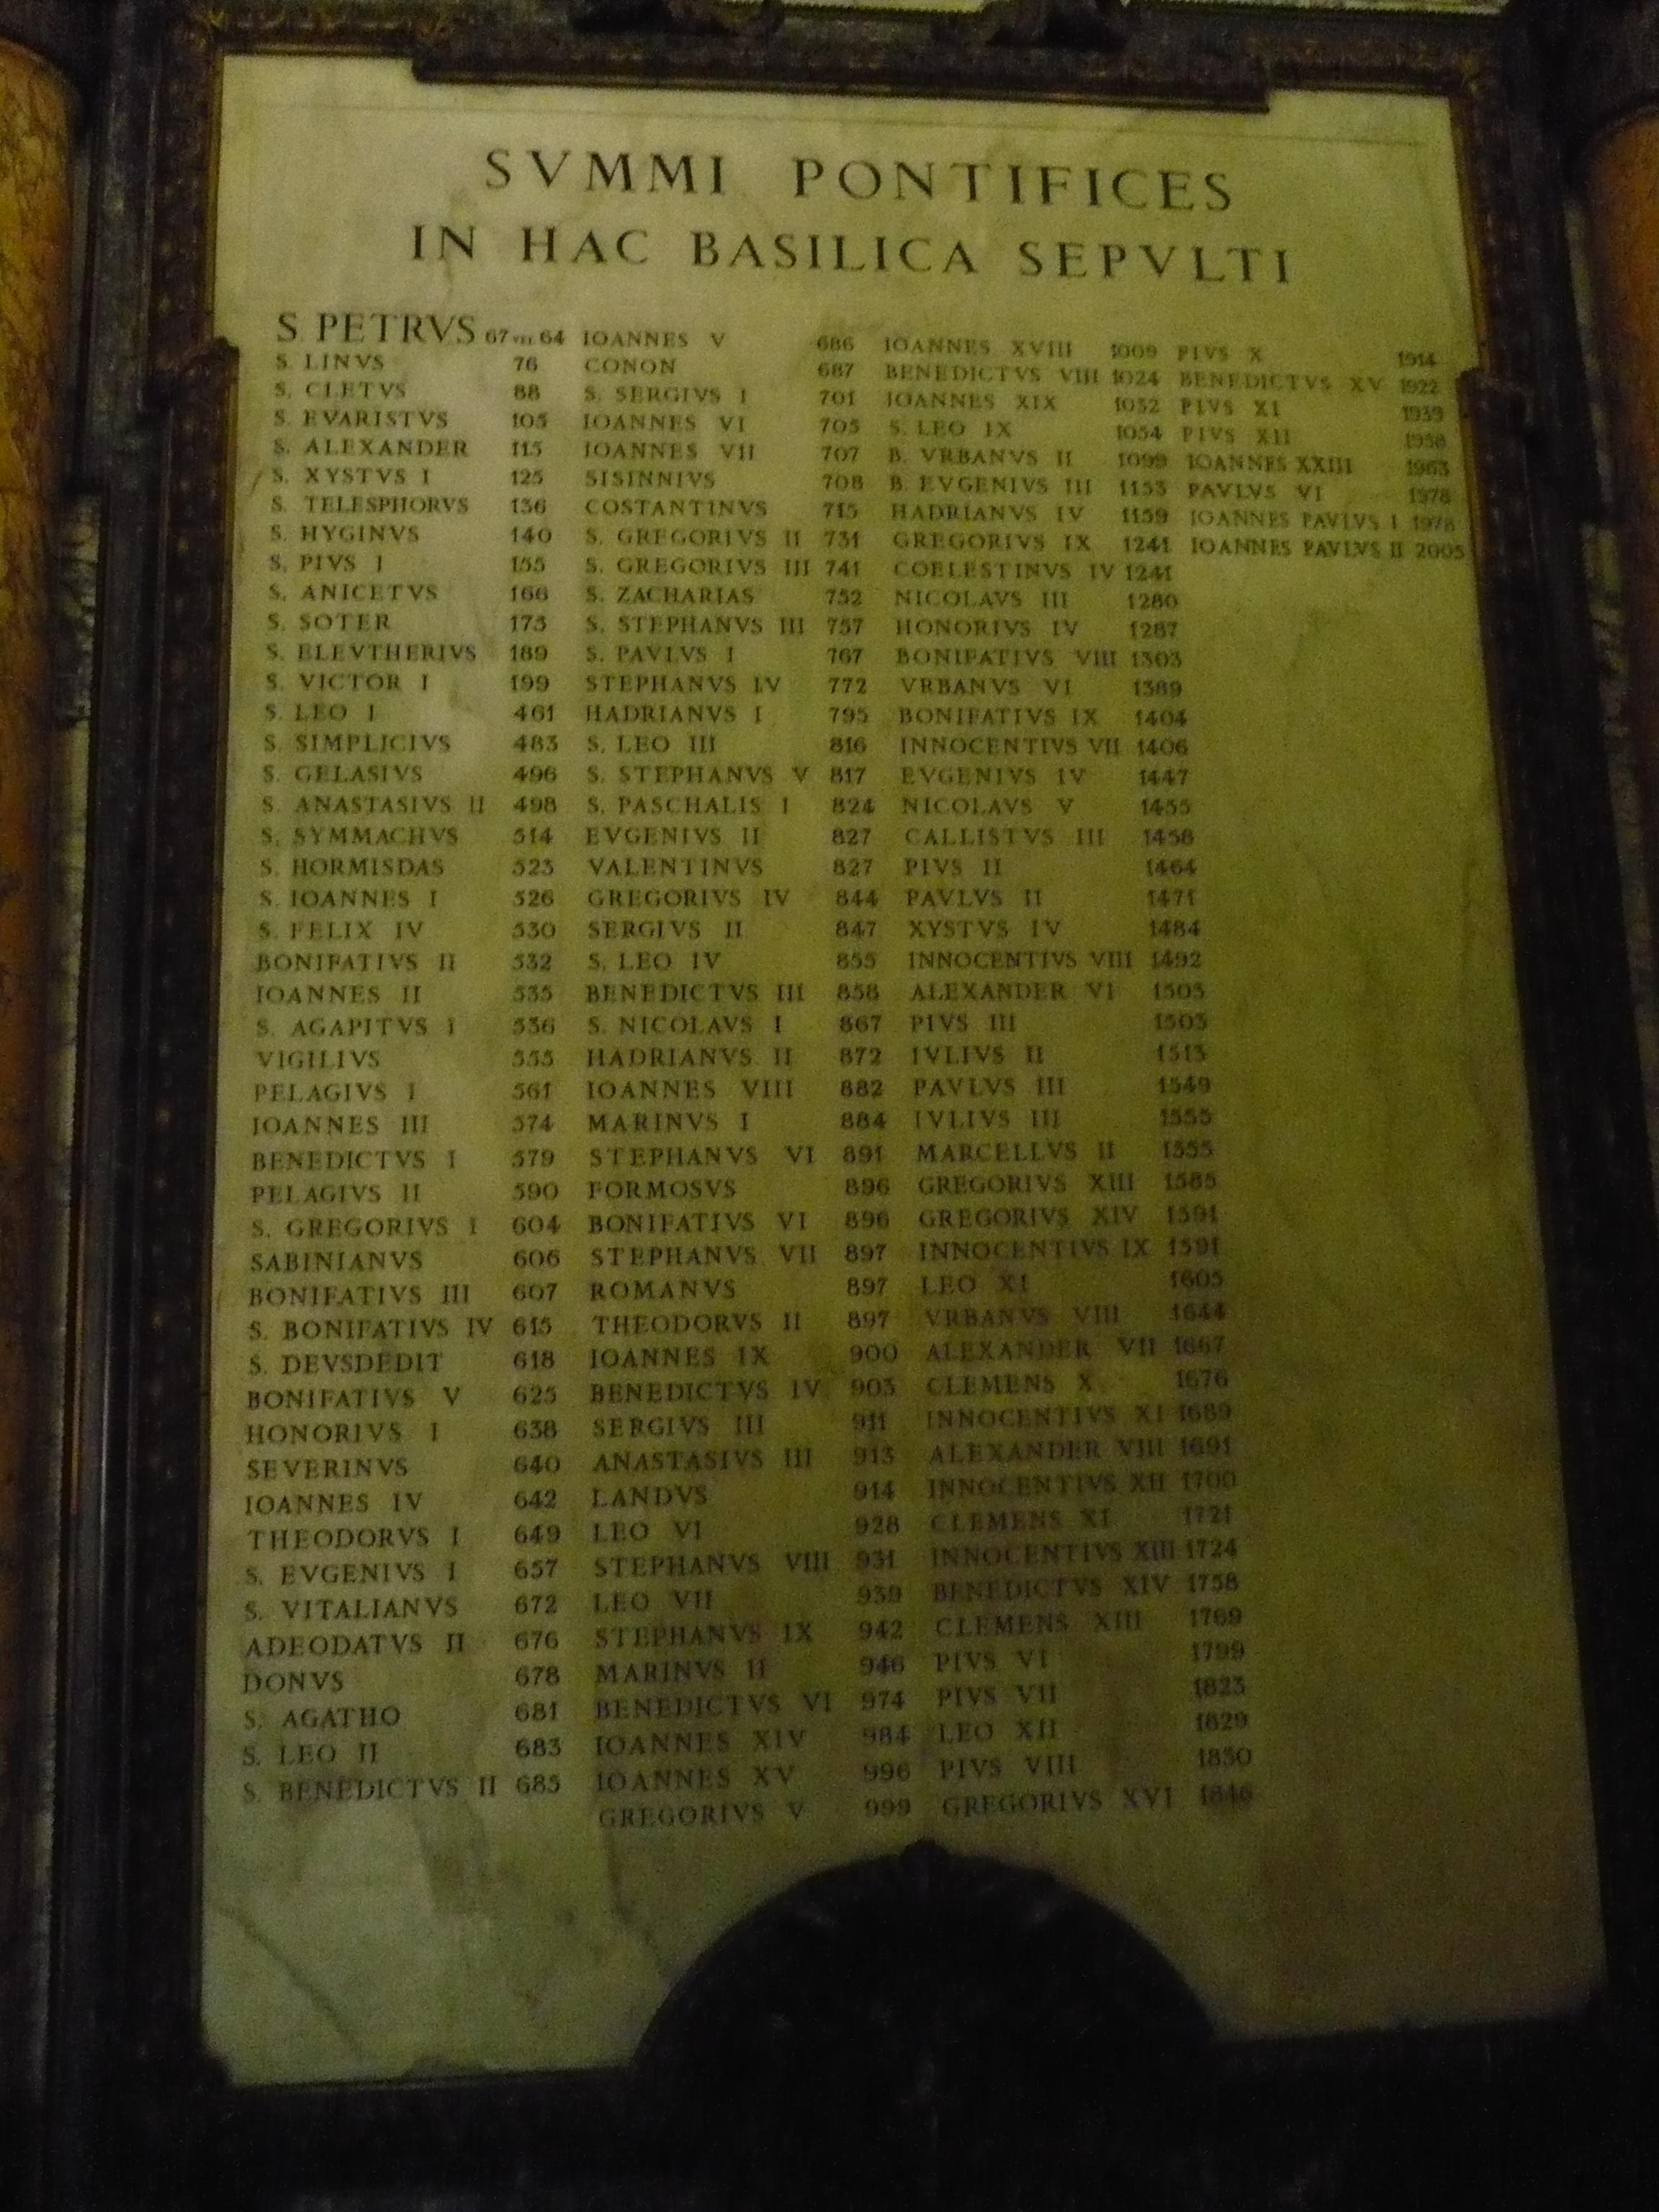 SVMMI PONTIFICES
IN HAC BASILICA SEPVLTI
S PETRVS 67 vel 64
S. LINVS 76
S. CLETVS 88
S. EVARISTVS 105
S. ALEXANDER 115
S. XYSTVS I 125
S. TELESPHORVS 136
S. HYGINVS 140
S. PIVS I 155
S. ANICETVS 166
S. SOTER 175
S. ELEVTHERIVS 189
S. VICTOR I 199
S. LEO I 461
S. SIMPLICIVS 483
S. GELASIVS 496
S. ANASTASIVS II 498
S. SYMMACHVS 514
S. HORMISDAS 523
S. IOANNES I 526
S. FELIX IV 530
BONIFATIVS II 532
IOANNES II 535
S. AGAPITVS I 536
VIGILIVS 555
PELAGIVS I 561
IOANNES III 574
BENEDICTVS I 579
PELAGIVS II 590
S. GREGORIVS I 604
SABINIANVS 606
BONIFATIVS III 607
S. BONIFATIVS IV 615
S. DEVSDEDIT 618
BONIFATIVS V 625
HONORIVS I 638
SEVERINVS 640
IOANNES IV 642
THEODORVS I 649
S. EVGENIVS I 657
S. VITALIANVS 672
ADEODATVS II 676
DONVS 678
S. AGATHO 681
S. LEO II 683
S. BENEDICTVS II 685
IOANNES V 686
CONON 687
S. SERGIVS I 701
IOANNES VI 705
IOANNES VII 707
SISINNIVS 708
COSTANTINVS 715
S. GREGORIVS II 731
S. GREGORIVS III 741
S. ZACHARIAS 752
S. STEPHANVS III 757
S. PAVLVS I 767
STEPHANVS IV 772
HADRIANVS I 795
S. LEO III 816
S. STEPHANVS V 817
S. PASCHALIS I 824
EVGENIVS II 827
VALENTINVS 827
GREGORIVS IV 844
SERGIVS II 847
S. LEO IV 855
BENEDICTVS III 858
S. NICOLAVS I 867
HADRIANVS II 872
IOANNES VIII 882
MARINVS I 884
STEPHANVS VI 891
FORMOSVS 896
BONIFATIVS VI 896
STEPHANVS VII 897
ROMANVS 897
THEODORVS II 897
IOANNES IX 900
BENEDICTVS IV 903
SERGIVS III 911
ANASTASIVS III 913
LANDVS 914
LEO VI 928
STEPHANVS VIII 931
LEO VII 939
STEPHANVS IX 942
MARINVS II 946
BENEDICTVS VI 974
IOANNES XIV 984
IOANNES XV 996
GREGORIVS V 999
IOANNES XVIII 1009
BENEDICTVS VIII 1024
IOANNES XIX 1032
S. LEO IX 1054
B. VRBANVS II 1099
B. EVGENIVS III 1153
HADRIANVS IV 1159
GREGORIVS IX 1241
COELESTINVS IV 1241
NICOLAVS III 1280
HONORIVS IV 1287
BONIFATIVS VIII 1303
VRBANVS VI 1389
BONIFATIVS IX 1404
INNOCENTIVS VII 1406
EVGENIVS IV 1447
NICOLAVS V 1455
CALLISTVS III 1458
PIVS II 1464
PAVLVS II 1471
XYSTVS IV 1484
INNOCENTIVS VIII 1492
ALEXANDER VI 1503
PIVS III 1503
IVLIVS II 1513
PAVLVS III 1549
IVLIVS III 1555
MARCELLVS II 1555
GREGORIVS XIII 1585
GREGORIVS XIV 1591
INNOCENTIVS IX 1591
LEO XI 1605
VRBANVS VIII 1644
ALEXANDER VII 1667
CLEMENS X 1676
INNOCENTIVS XI 1689
ALEXANDER VIII 1691
INNOCENTIVS XII 1700
CLEMENS XI 1721
INNOCENTIVS XIII 1724
BENEDICTVS XIV 1758
CLEMENS XIII 1769
PIVS VI 1799
PIVS VII 1823
LEO XII 1829
PIVS VIII 1830
GREGORIVS XVI 1846
PIVS X 1914
BENEDICTVS XV 1922
PIVS XI 1939
PIVS XII 1958
IOANNES XXIII 1963
PAVLVS VI 1978
IOANNES PAVLVS I 1978
IOANNES PAVLVS II 2005